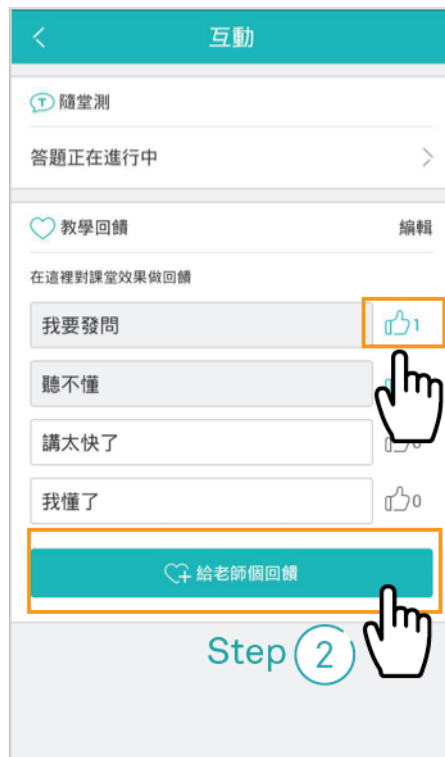 互動
隨堂測
答題正在進行中
教學回饋 編輯
在這裡對課堂效果做回饋
我要發問 1
聽不懂
講太快了
我懂了 0
給老師個回饋
Step 2